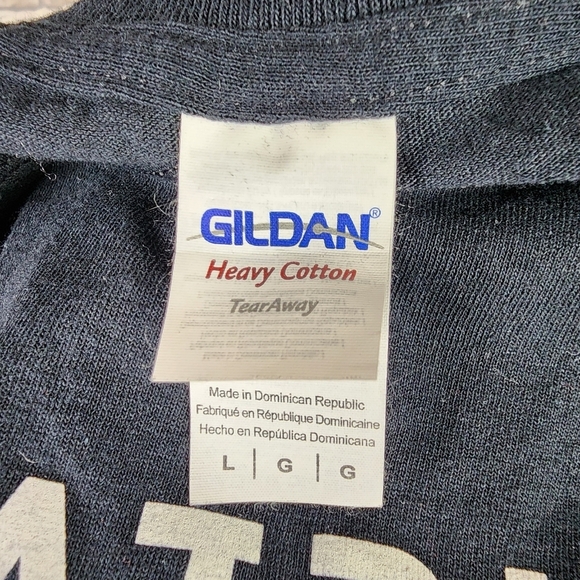 GILDAN®
Heavy Cotton
TearAway
Made in Dominican Republic
Fabriqué en République Dominicaine
Hecho en República Dominicana
L | G | G